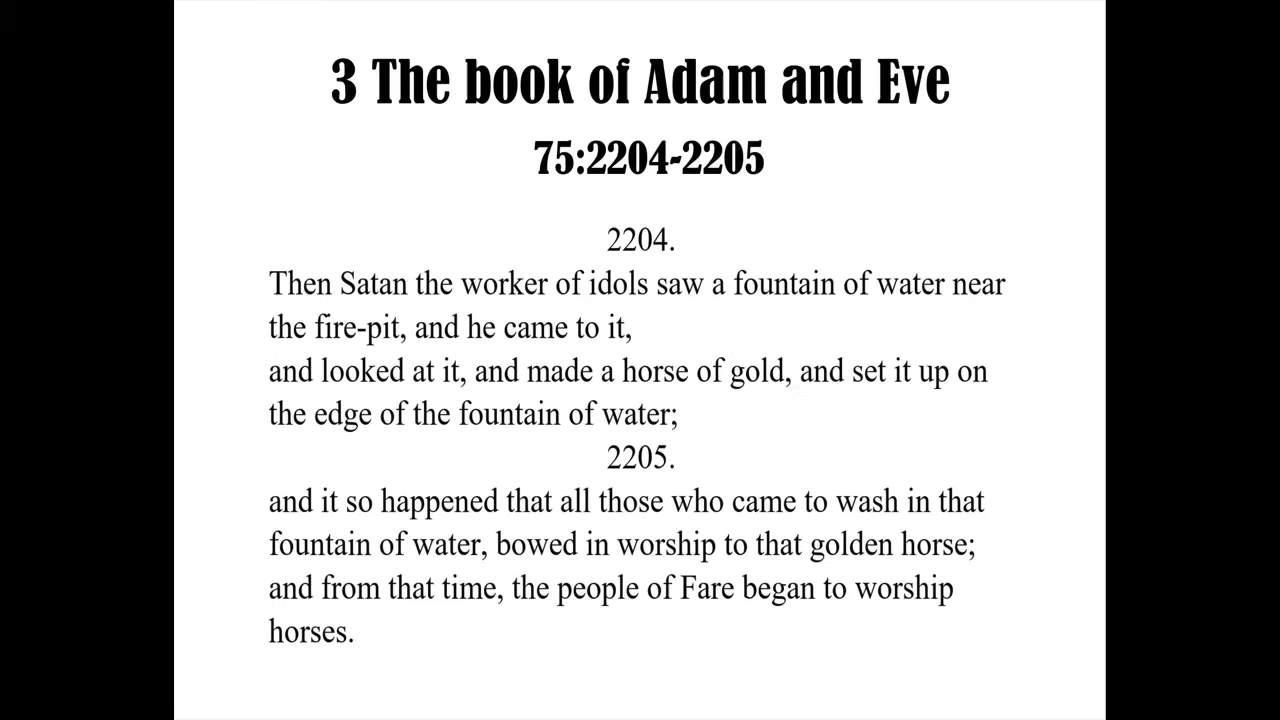 3 The book of Adam and Eve
75:2204-2205
2204.
Then Satan the worker of idols saw a fountain of water near
the fire-pit, and he came to it,
and looked at it, and made a horse of gold, and set it up on
the edge of the fountain of water;
2205.
and it so happened that all those who came to wash in that
fountain of water, bowed in worship to that golden horse;
and from that time, the people of Fare began to worship
horses.